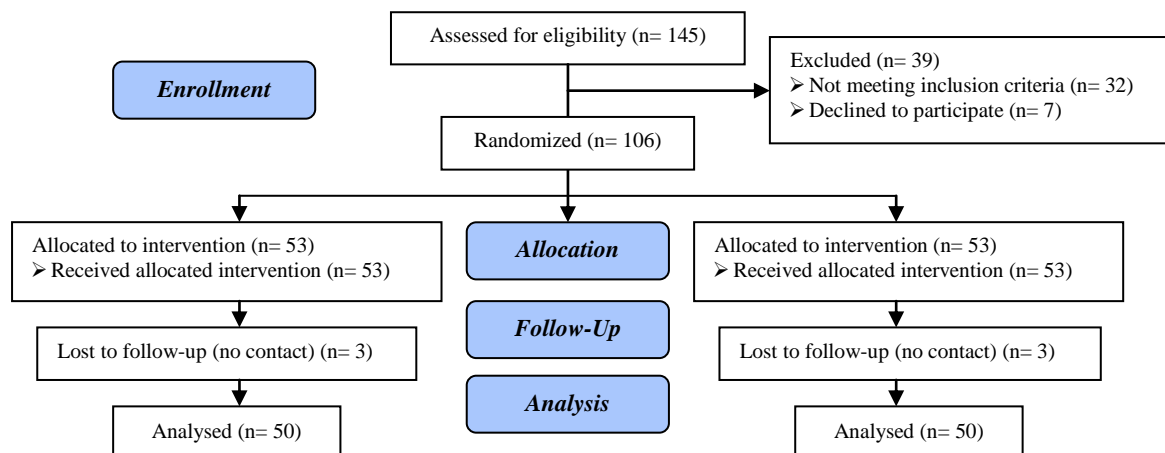 Assessed for eligibility (n= 145)
Enrollment
Excluded (n= 39)
➢ Not meeting inclusion criteria (n= 32)
➢ Declined to participate (n= 7)
Randomized (n= 106)
Allocated to intervention (n= 53)
➢ Received allocated intervention (n= 53)
Allocation
Allocated to intervention (n= 53)
➢ Received allocated intervention (n= 53)
Lost to follow-up (no contact) (n= 3)
Follow-Up
Lost to follow-up (no contact) (n= 3)
Analysed (n= 50)
Analysis
Analysed (n= 50)